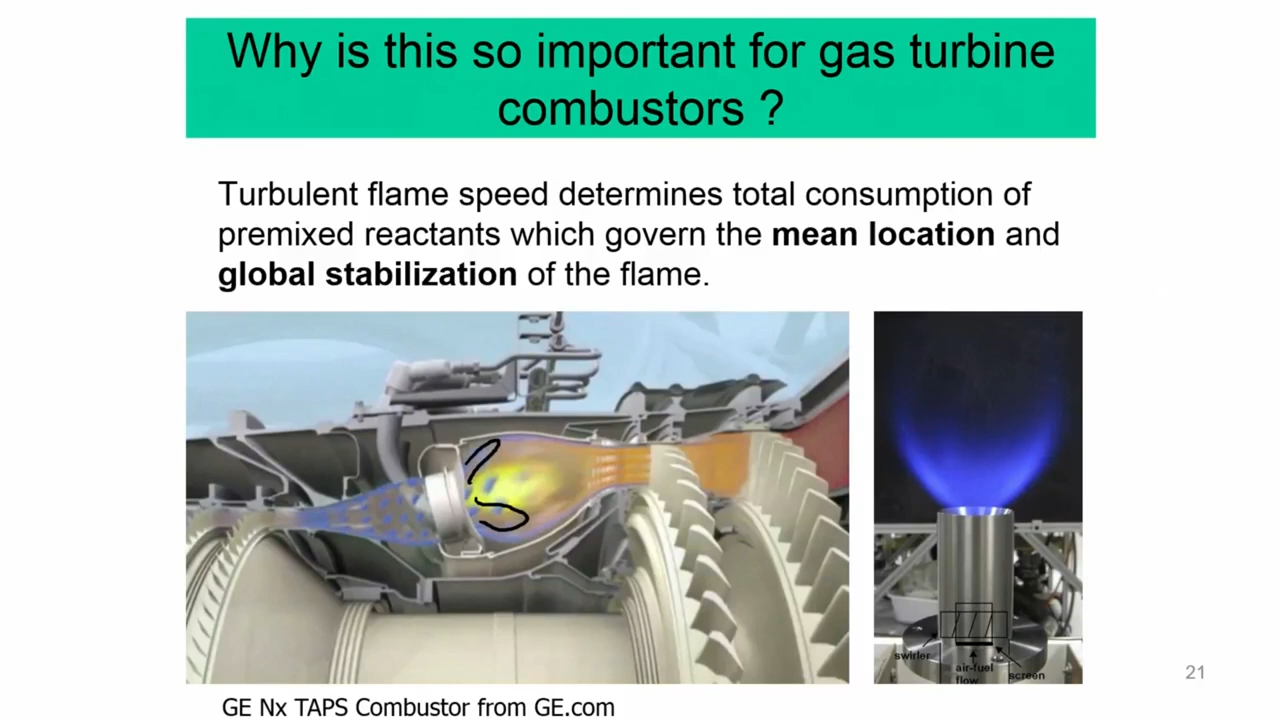 Why is this so important for gas turbine
combustors ?
Turbulent flame speed determines total consumption of
premixed reactants which govern the mean location and
global stabilization of the flame.
swirler
air-fuel
flow
screen
21
GE Nx TAPS Combustor from GE.com